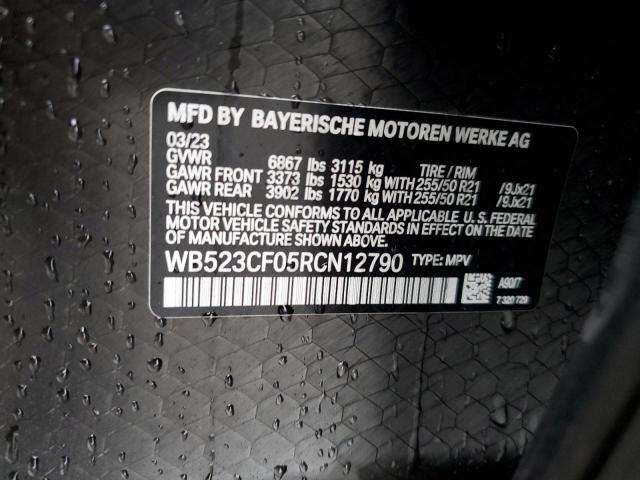 MFD BY BAYERISCHE MOTOREN WERKE AG
03/23
GVWR 6867 lbs 3115 kg TIRE / RIM
GAWR FRONT 3373 lbs 1530 kg WITH 255/50 R21 /9Jx21
GAWR REAR 3902 lbs 1770 kg WITH 255/50 R21 /9Jx21
THIS VEHICLE CONFORMS TO ALL APPLICABLE U.S. FEDERAL
MOTOR VEHICLE SAFETY STANDARDS IN EFFECT ON
THE DATE OF MANUFACTURE SHOWN ABOVE.
WB523CF05RCN12790 TYPE: MPV
A90/7
7 320 729